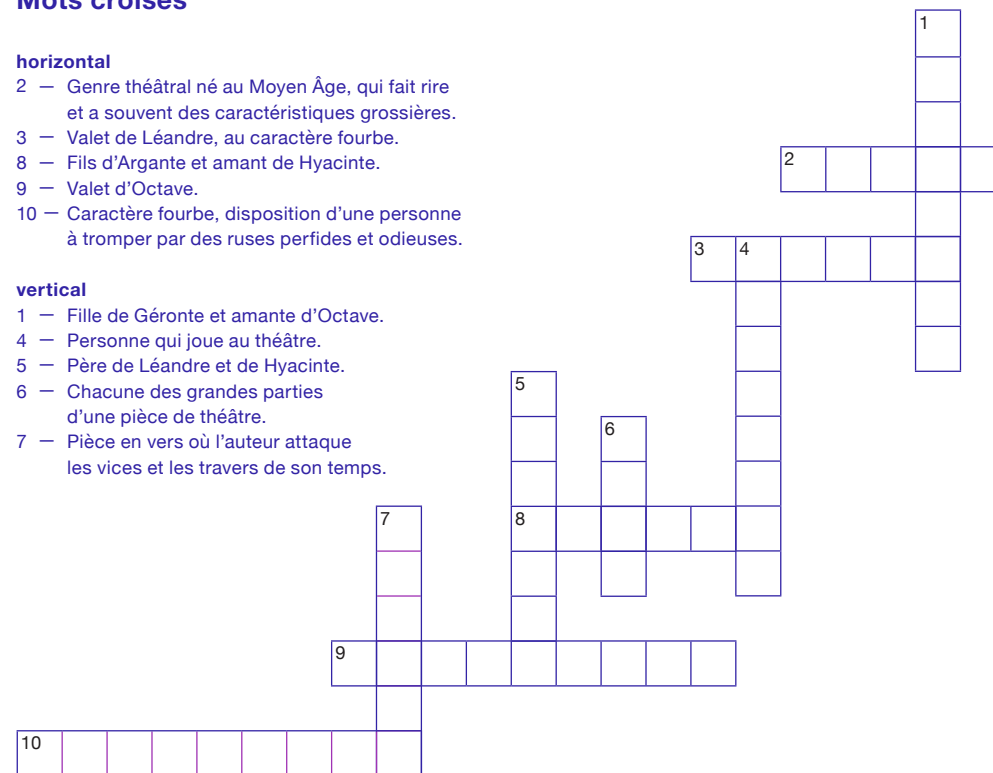 Mots croisés
horizontal
2 — Genre théâtral né au Moyen Âge, qui fait rire
et a souvent des caractéristiques grossières.
3 — Valet de Léandre, au caractère fourbe.
8 — Fils d’Argante et amant de Hyacinte.
9 — Valet d’Octave.
10 — Caractère fourbe, disposition d’une personne
à tromper par des ruses perfides et odieuses.
vertical
1 — Fille de Géronte et amante d’Octave.
4 — Personne qui joue au théâtre.
5 — Père de Léandre et de Hyacinte.
6 — Chacune des grandes parties
d’une pièce de théâtre.
7 — Pièce en vers où l'auteur attaque
les vices et les travers de son temps.
1
2
3 4
5
6
7 8
9
10